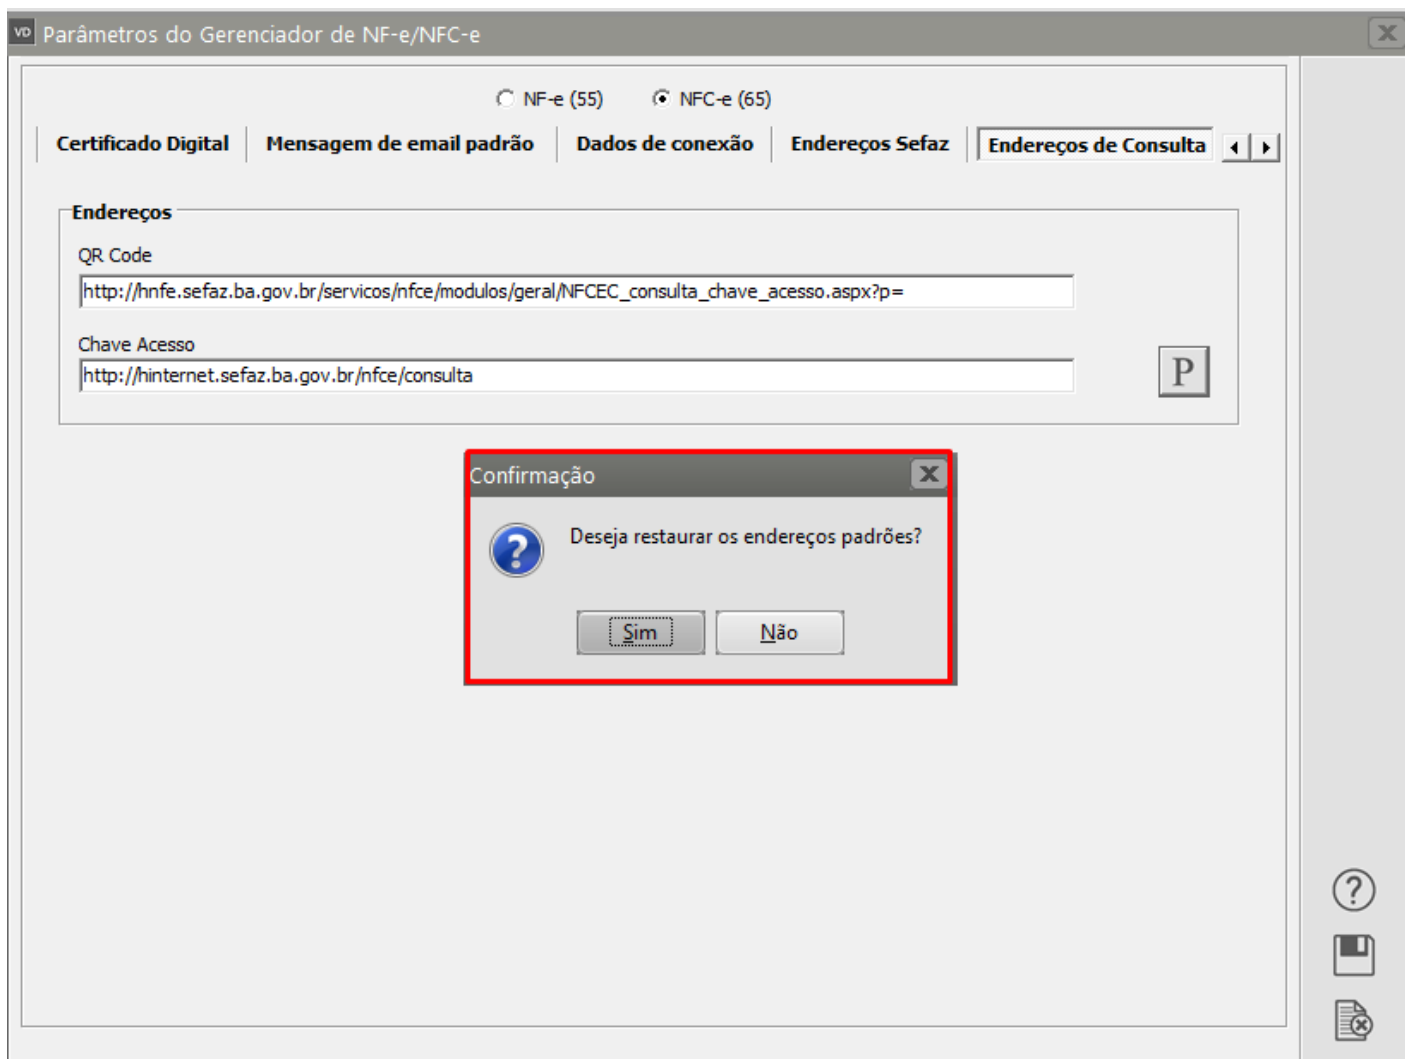 VD Parâmetros do Gerenciador de NF-e/NFC-e
NF-e (55) NFC-e (65)
Certificado Digital Mensagem de email padrão Dados de conexão Endereços Sefaz Endereços de Consulta
Endereços
QR Code
http://hnfe.sefaz.ba.gov.br/servicos/nfce/modulos/geral/NFCEC_consulta_chave_acesso.aspx?p=
Chave Acesso
http://hinternet.sefaz.ba.gov.br/nfce/consulta
P
Confirmação
Deseja restaurar os endereços padrões?
Sim Não